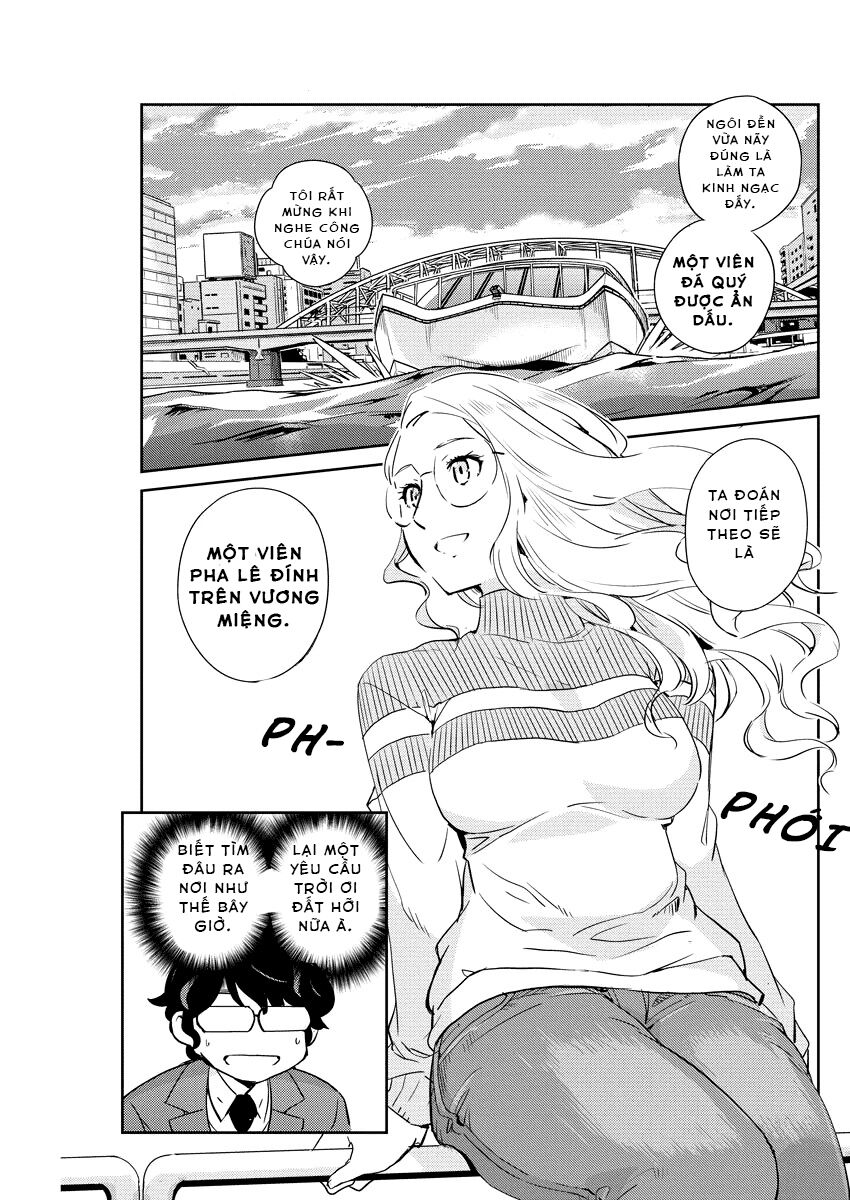 NGÔI ĐỀN
VỪA NÃY
ĐÚNG LÀ
LÀM TA
KINH NGẠC
ĐẤY.
MỘT VIÊN
ĐÁ QUÝ
ĐƯỢC ẨN
DẤU.
TÔI RẤT
MỪNG KHI
NGHE CÔNG
CHÚA NÓI
VẬY.
TA ĐOÁN
NƠI TIẾP
THEO SẼ
LÀ
MỘT VIÊN
PHA LÊ ĐÍNH
TRÊN VƯƠNG
MIỆNG.
PH-
PHÓI
LẠI MỘT
YÊU CẦU
TRỜI ƠI
ĐẤT HỠI
NỮA À.
BIẾT TÌM
ĐÂU RA
NƠI NHƯ
THẾ BÂY
GIỜ.